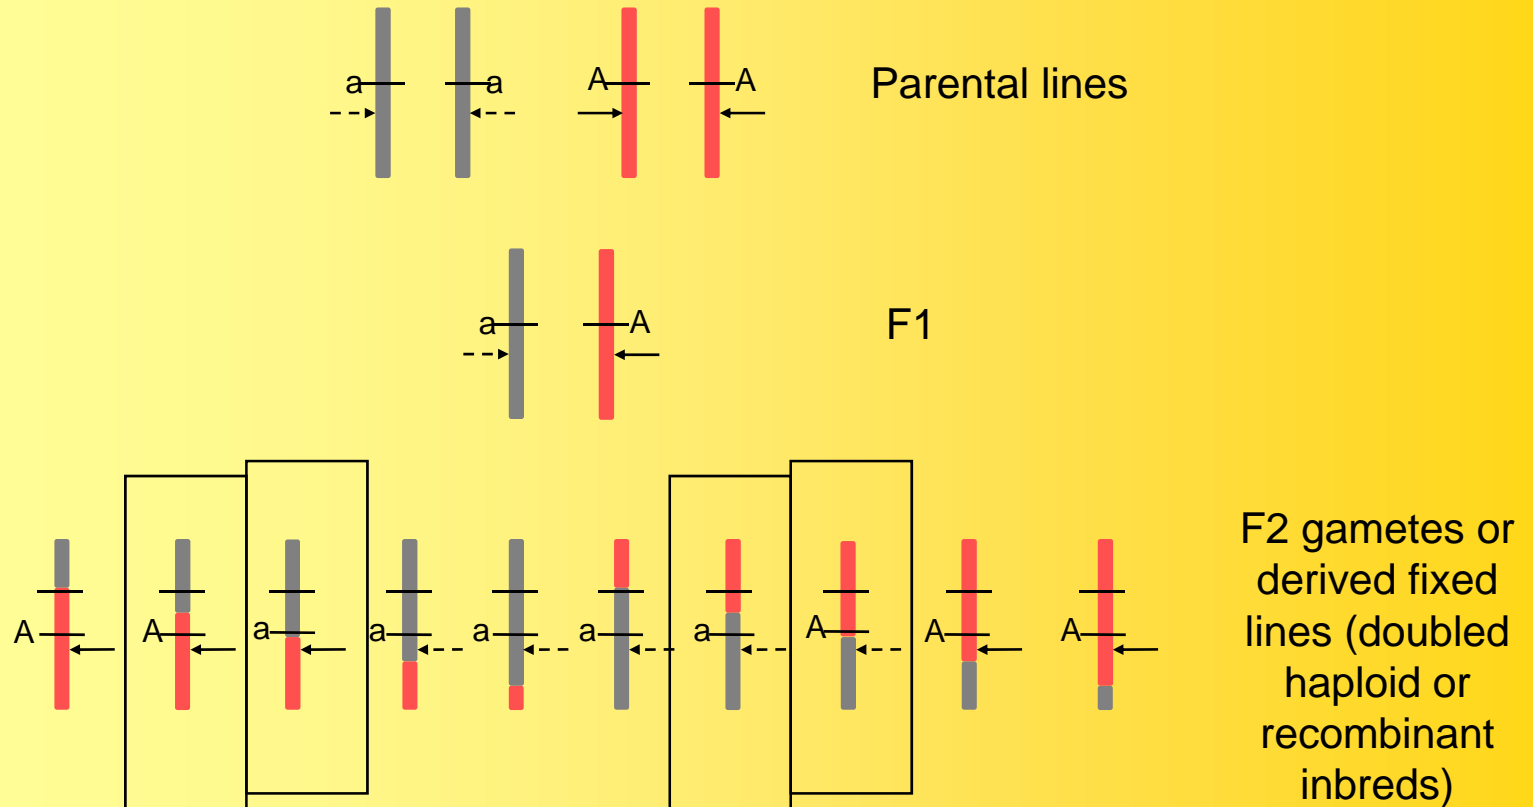 a a A A Parental lines
a A F1
A A a a a a a A A A
F2 gametes or
derived fixed
lines (doubled
haploid or
recombinant
inbreds)